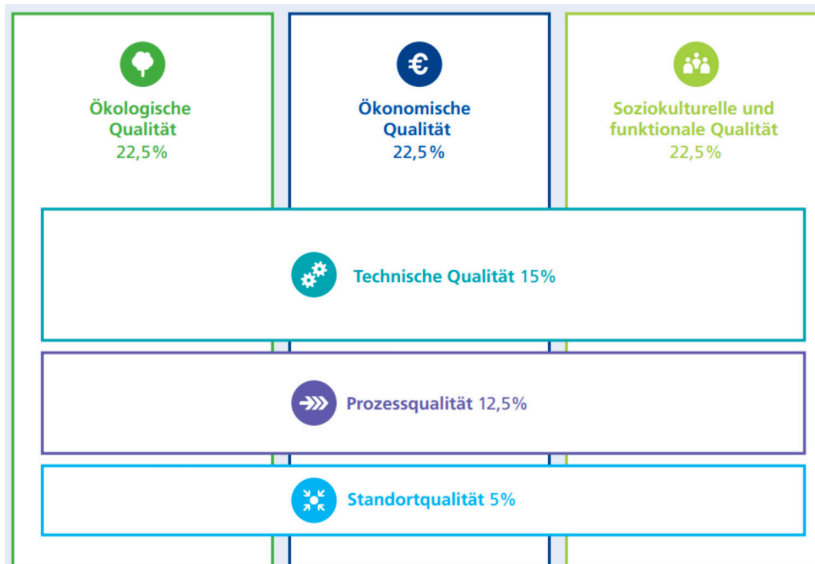 Ökologische
Qualität
22,5%
€
Ökonomische
Qualität
22,5%
Soziokulturelle und
funktionale Qualität
22,5%
Technische Qualität 15%
Prozessqualität 12,5%
Standortqualität 5%